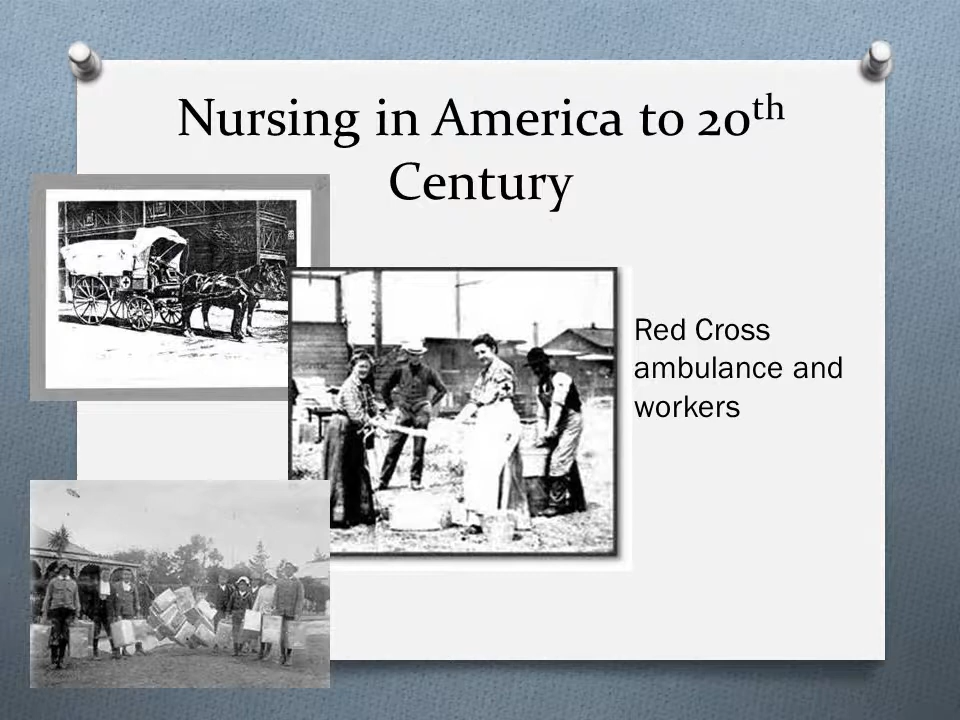 Nursing in America to 20th
Century
Red Cross
ambulance and
workers